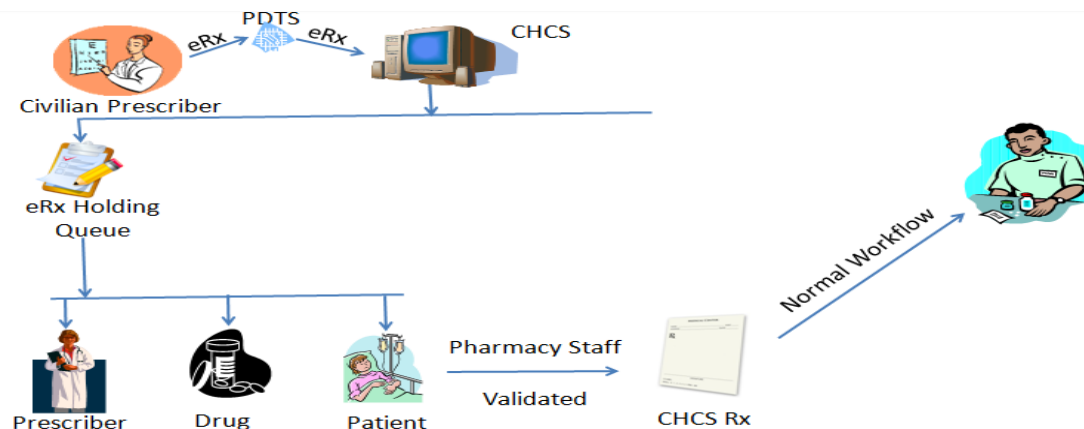 PDTS
eRx
eRx
CHCS
Civilian Prescriber
eRx Holding
Queue
Normal Workflow
Pharmacy Staff
Validated
Prescriber
Drug
Patient
CHCS Rx